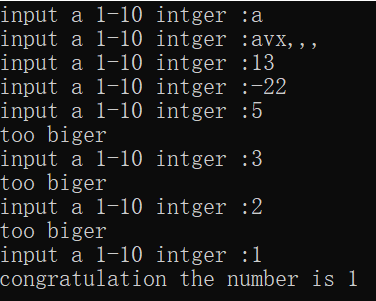 input a 1-10 intger :a
input a 1-10 intger :avx,,,
input a 1-10 intger :13
input a 1-10 intger :-22
input a 1-10 intger :5
too biger
input a 1-10 intger :3
too biger
input a 1-10 intger :2
too biger
input a 1-10 intger :1
congratulation the number is 1